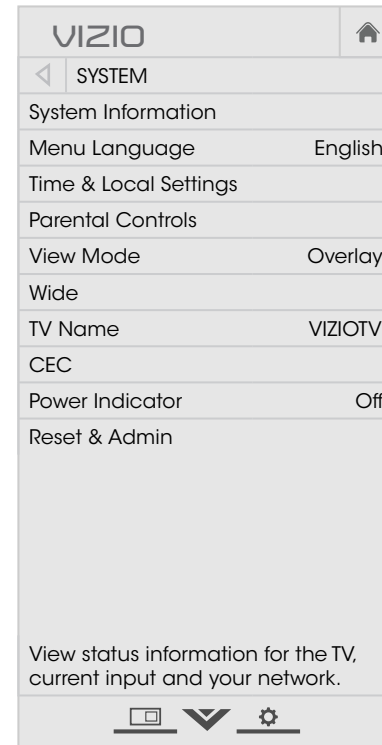 VIZIO
SYSTEM
System Information
Menu Language English
Time & Local Settings
Parental Controls
View Mode Overlay
Wide
TV Name VIZIOTV
CEC
Power Indicator Off
Reset & Admin
View status information for the TV,
current input and your network.